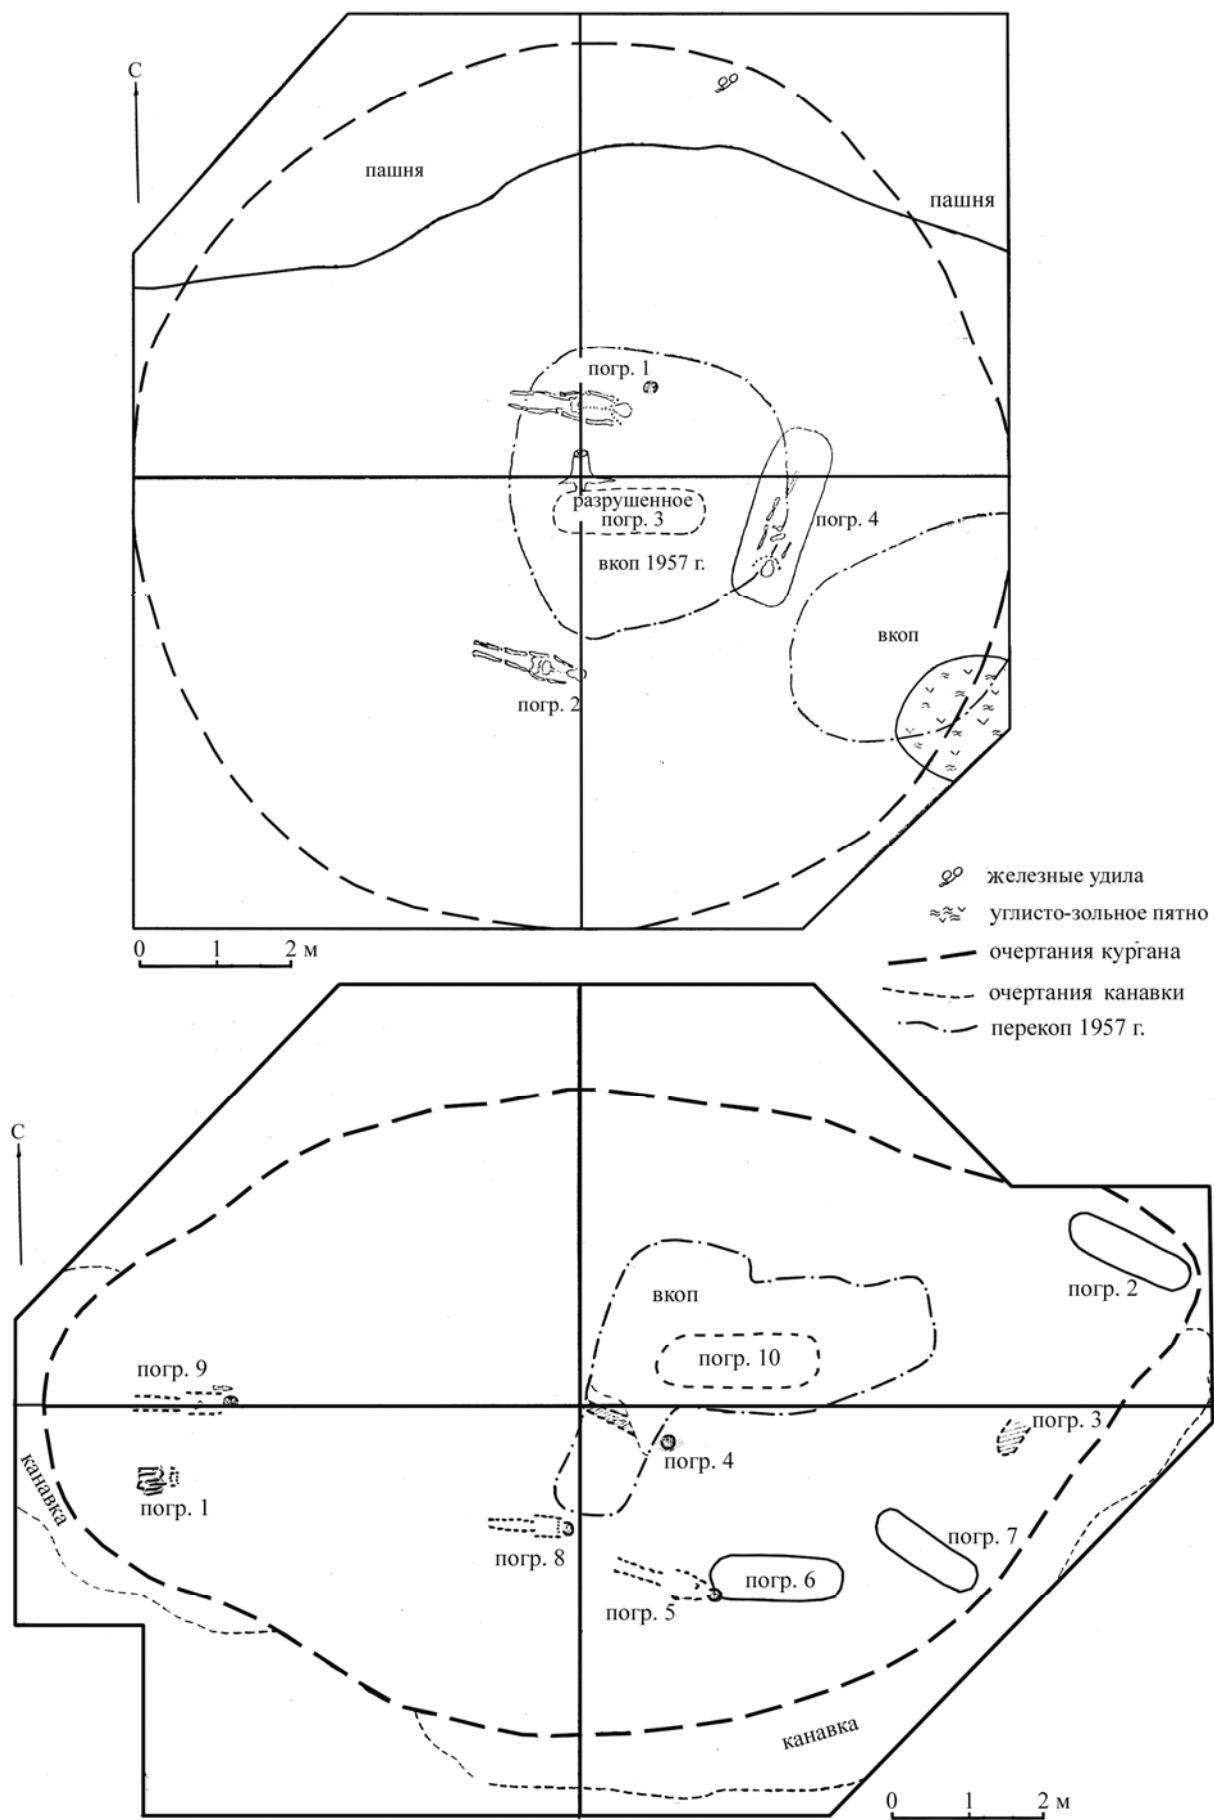 С
пашня
пашня
погр. 1
разрушенное
погр. 3
погр. 4
вкоп 1957 г.
вкоп
погр. 2
железные удила
углисто-зольное пятно
очертания кургана
очертания канавки
перекоп 1957 г.
0 1 2 м
С
погр. 2
вкоп
погр. 10
погр. 9
погр. 3
погр. 4
канавка
погр. 1
погр. 7
погр. 8
погр. 6
погр. 5
канавка
0 1 2 м